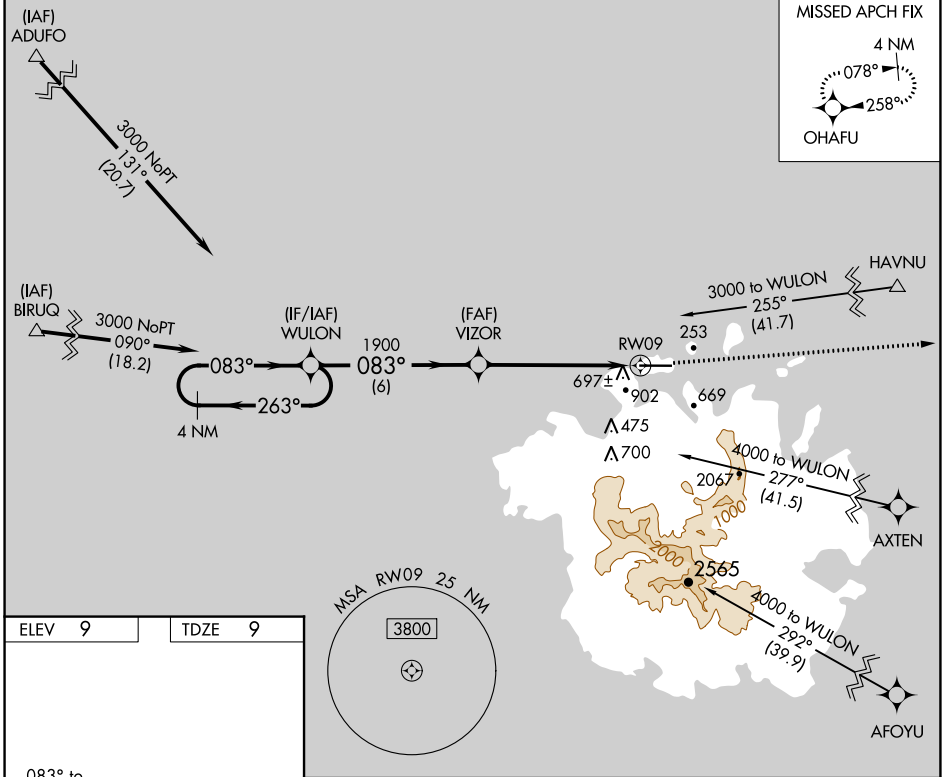 (IAF)
ADUFO
3000 NoPT
131°
(20.7)
MISSED APCH FIX
4 NM
078°
258°
OHAFU
(IAF)
BIRUQ
3000 NoPT
090°
(18.2)
(IF/IAF)
WULON
083°
263°
4 NM
1900
083°
(6)
(FAF)
VIZOR
RW09
HAVNU
3000 to WULON
255°
(41.7)
253
697±
902
669
475
700
4000 to WULON
277°
(41.5)
2067
1000
AXTEN
2000
2565
4000 to WULON
292°
(39.9)
AFOYU
MSA RW09 25 NM
3800
ELEV 9
TDZE 9
083° to